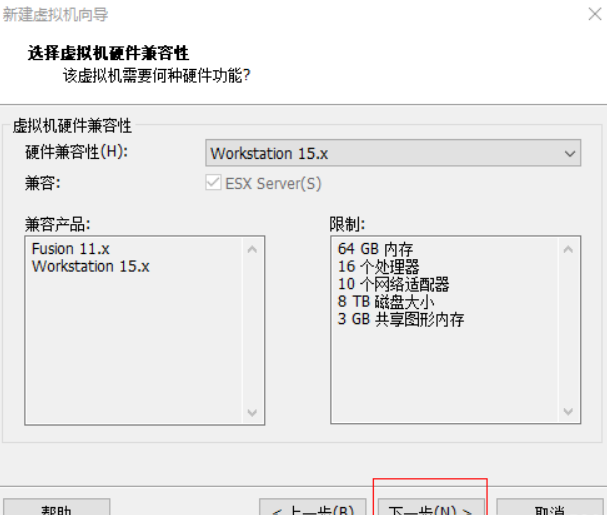 新建虚拟机向导
选择虚拟机硬件兼容性
该虚拟机需要何种硬件功能?
虚拟机硬件兼容性
硬件兼容性(H):
Workstation 15.x
兼容:
ESX Server(S)
兼容产品:
Fusion 11.x
Workstation 15.x
限制:
64 GB 内存
16 个处理器
10 个网络适配器
8 TB 磁盘大小
3 GB 共享图形内存
帮助
< 上一步(B)
下一步(N) >
取消